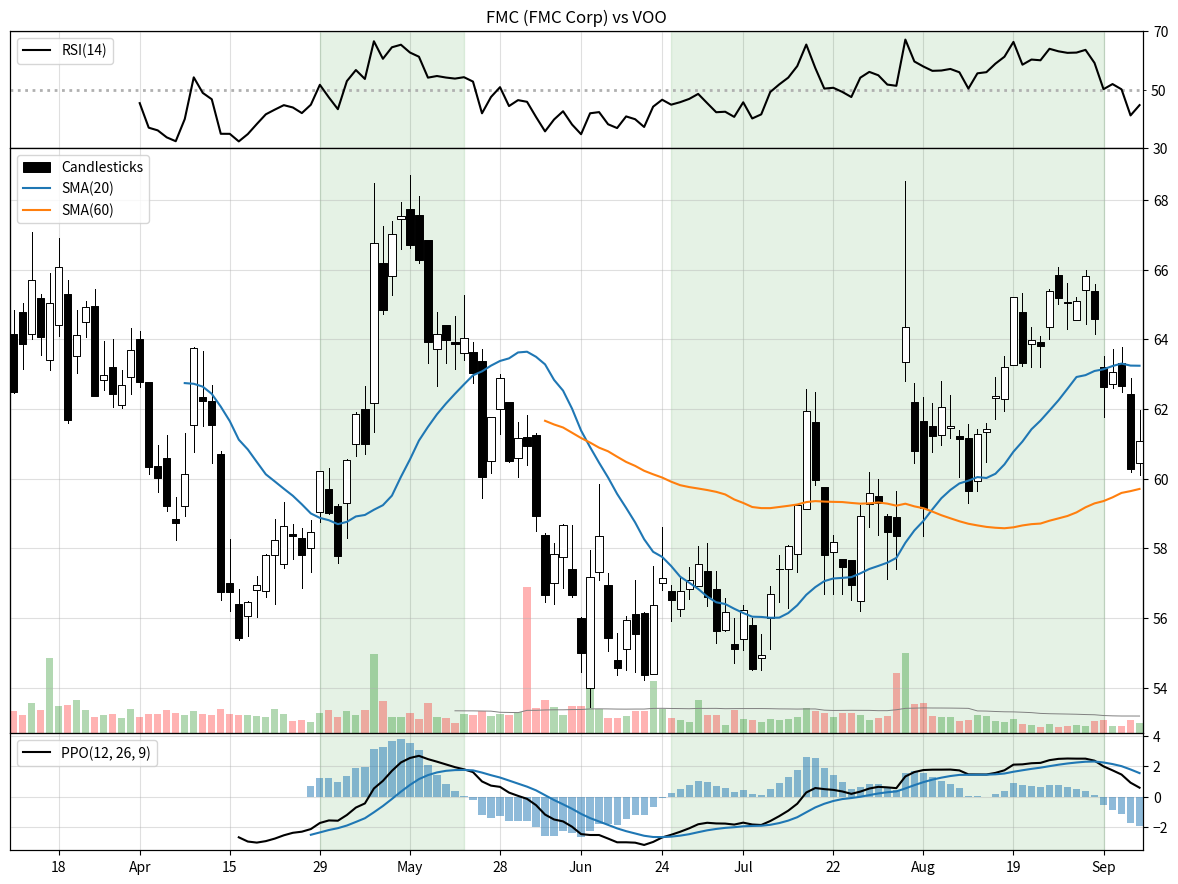 FMC (FMC Corp) vs VOO
RSI(14)
70
50
30
Candlesticks
SMA(20)
SMA(60)
68
66
64
62
60
58
56
54
PPO(12, 26, 9)
4
2
0
−2
18 Apr 15 29 May 28 Jun 24 Jul 22 Aug 19 Sep